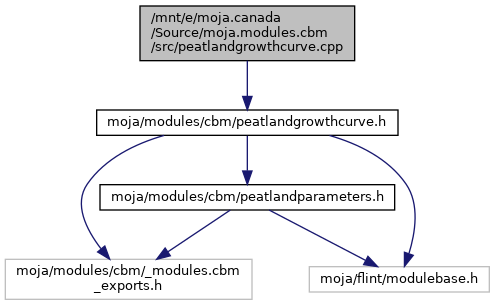 /mnt/e/moja.canada
/Source/moja.modules.cbm
/src/peatlandgrowthcurve.cpp
moja/modules/cbm/peatlandgrowthcurve.h
moja/modules/cbm/peatlandparameters.h
moja/modules/cbm/_modules.cbm
_exports.h
moja/flint/modulebase.h